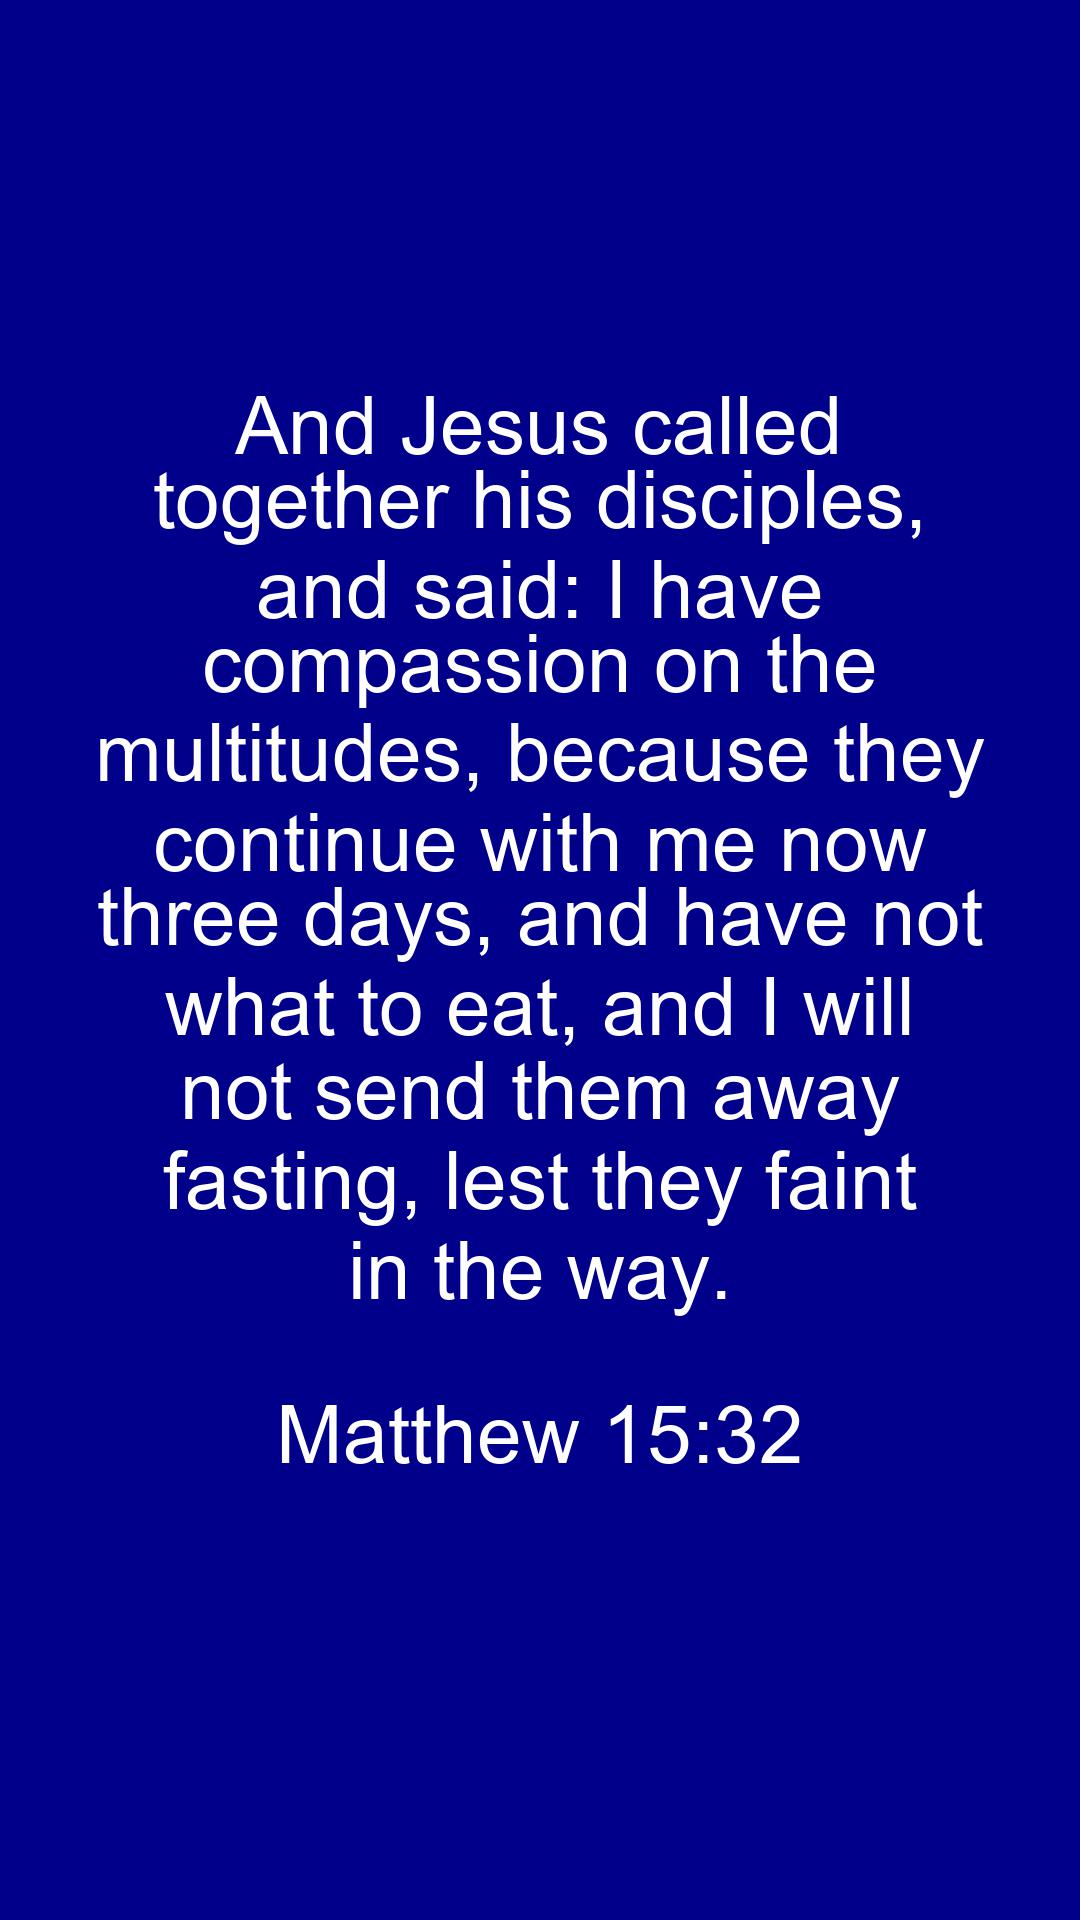 And Jesus called
together his disciples,
and said: I have
compassion on the
multitudes, because they
continue with me now
three days, and have not
what to eat, and I will
not send them away
fasting, lest they faint
in the way.
Matthew 15:32